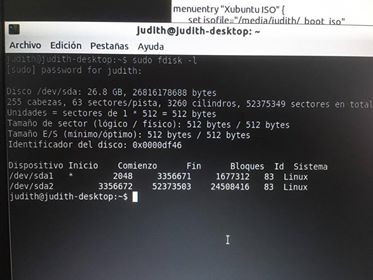 menuentry "Xubuntu ISO" {
set isofile="/media/judith/_boot_iso"
judith@judith-desktop: ~
Archivo Edición Pestañas Ayuda
judith@judith-desktop:~$ sudo fdisk -l
[sudo] password for judith:
Disco /dev/sda: 26.8 GB, 26816178688 bytes
255 cabezas, 63 sectores/pista, 3260 cilindros, 52375349 sectores en total
Unidades = sectores de 1 * 512 = 512 bytes
Tamaño de sector (lógico / físico): 512 bytes / 512 bytes
Tamaño E/S (mínimo/óptimo): 512 bytes / 512 bytes
Identificador del disco: 0x0000df46
Dispositivo Inicio Comienzo Fin Bloques Id Sistema
/dev/sda1 * 2048 3356671 1677312 83 Linux
/dev/sda2 3356672 52373503 24508416 83 Linux
judith@judith-desktop:~$